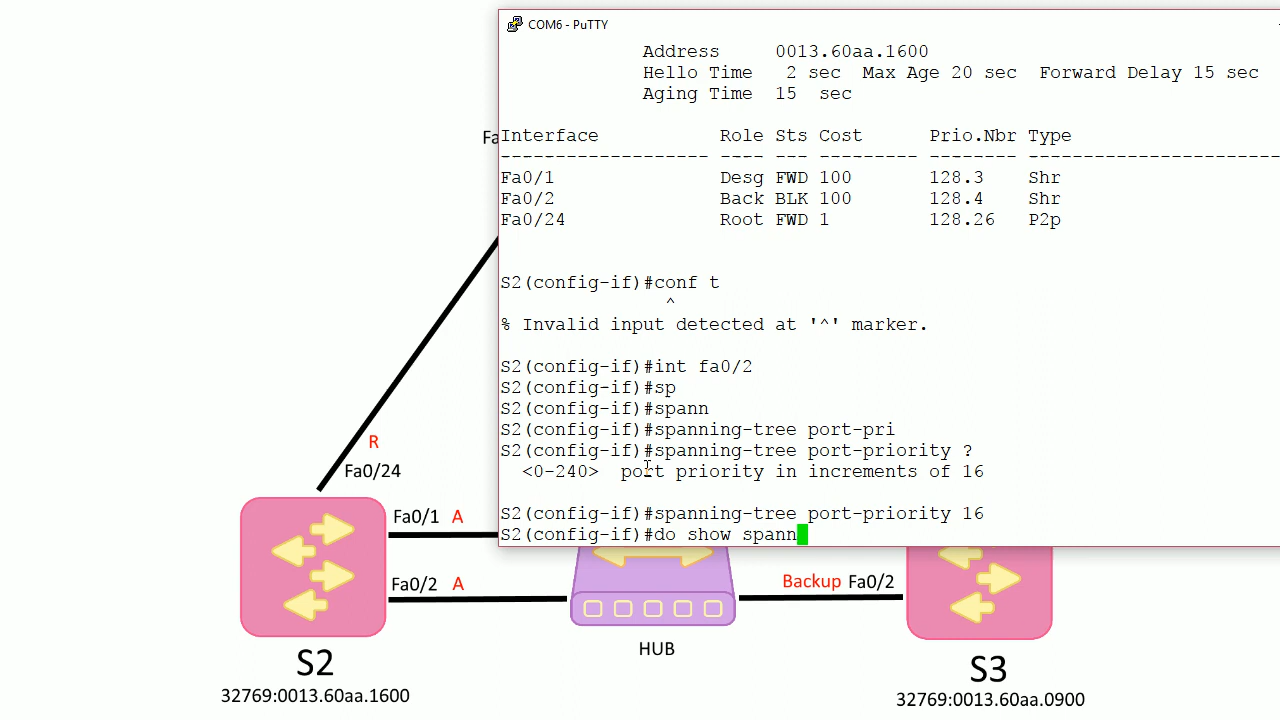 COM6 - PuTTY
Address 0013.60aa.1600
Hello Time 2 sec Max Age 20 sec Forward Delay 15 sec
Aging Time 15 sec
Fa
Interface Role Sts Cost Prio.Nbr Type
------------------- ---- --- --------- -------- -----------------------
Fa0/1 Desg FWD 100 128.3 Shr
Fa0/2 Back BLK 100 128.4 Shr
Fa0/24 Root FWD 1 128.26 P2p
S2(config-if)#conf t
^
% Invalid input detected at '^' marker.
S2(config-if)#int fa0/2
S2(config-if)#sp
S2(config-if)#spann
S2(config-if)#spanning-tree port-pri
S2(config-if)#spanning-tree port-priority ?
<0-240> port priority in increments of 16
S2(config-if)#spanning-tree port-priority 16
S2(config-if)#do show spann
R
Fa0/24
Fa0/1 A
Fa0/2 A
Backup Fa0/2
HUB
S2
32769:0013.60aa.1600
S3
32769:0013.60aa.0900